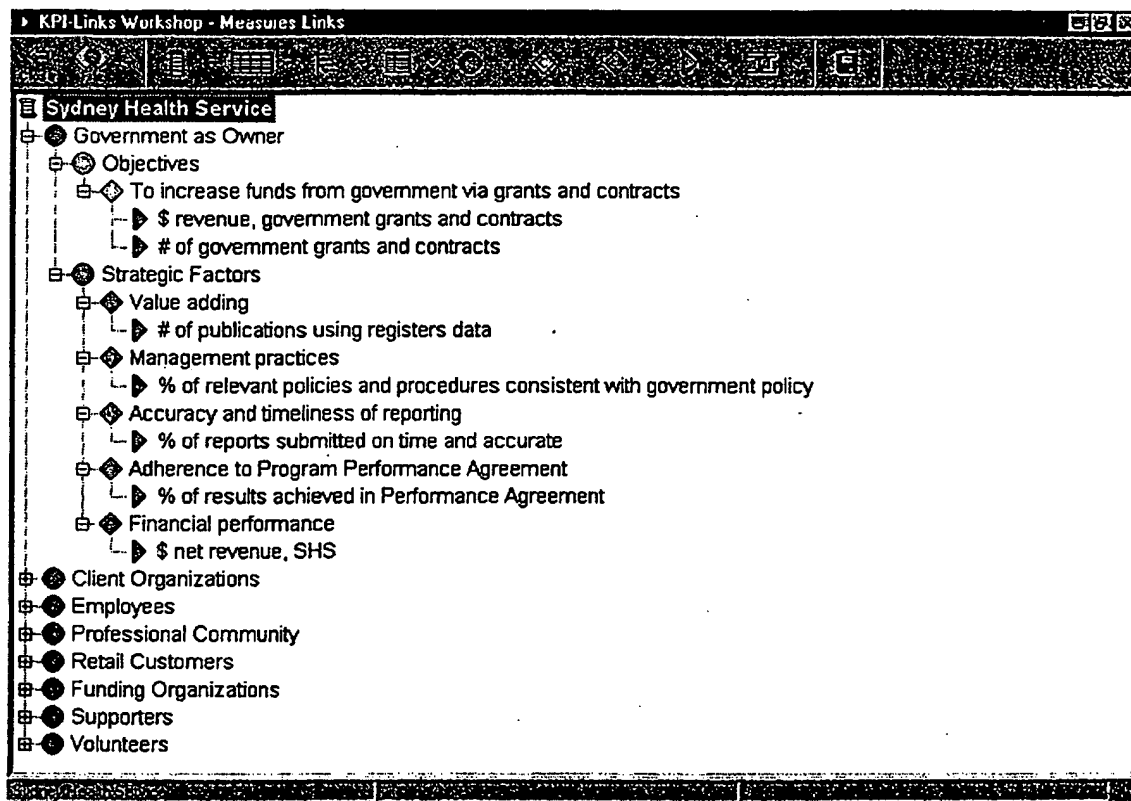 KPI-Links Workshop - Measures Links
Sydney Health Service
Government as Owner
Objectives
To increase funds from government via grants and contracts
$ revenue, government grants and contracts
# of government grants and contracts
Strategic Factors
Value adding
# of publications using registers data
Management practices
% of relevant policies and procedures consistent with government policy
Accuracy and timeliness of reporting
% of reports submitted on time and accurate
Adherence to Program Performance Agreement
% of results achieved in Performance Agreement
Financial performance
$ net revenue, SHS
Client Organizations
Employees
Professional Community
Retail Customers
Funding Organizations
Supporters
Volunteers